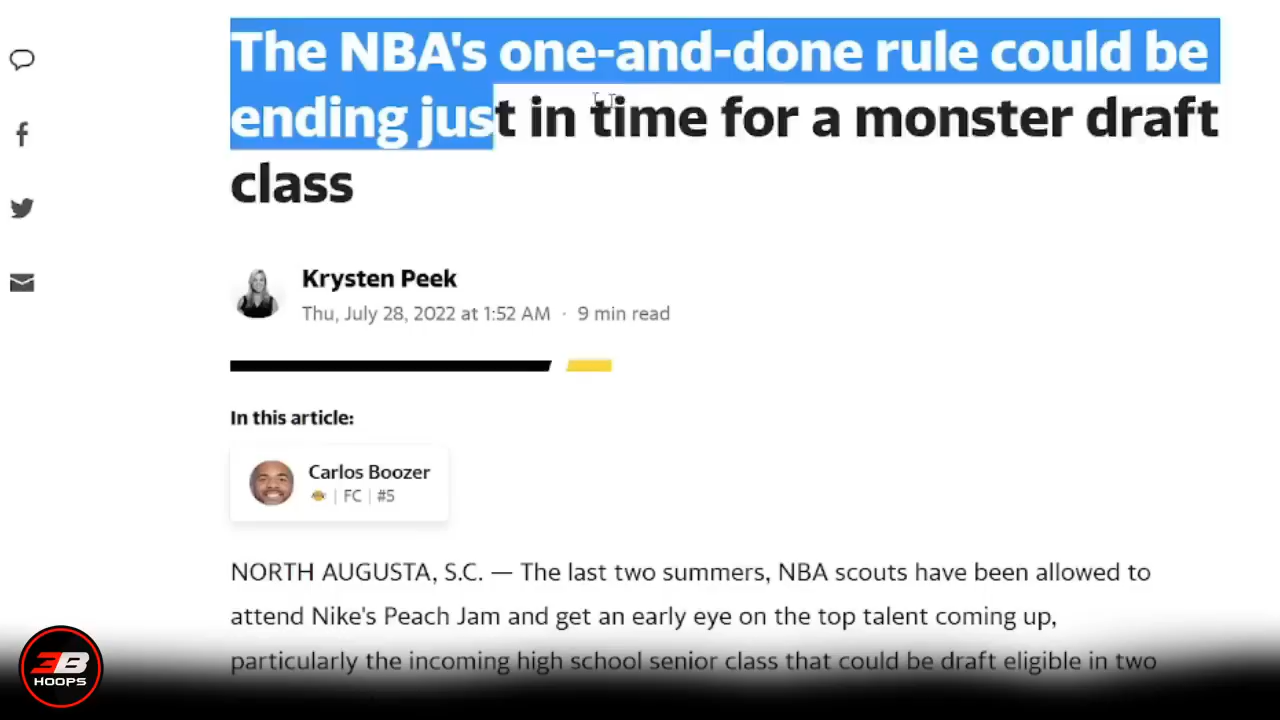 The NBA's one-and-done rule could be
ending just in time for a monster draft
class
Krysten Peek
Thu, July 28, 2022 at 1:52 AM · 9 min read
In this article:
Carlos Boozer
| FC | #5
NORTH AUGUSTA, S.C. — The last two summers, NBA scouts have been allowed to
attend Nike's Peach Jam and get an early eye on the top talent coming up,
particularly the incoming high school senior class that could be draft eligible in two
3B
HOOPS